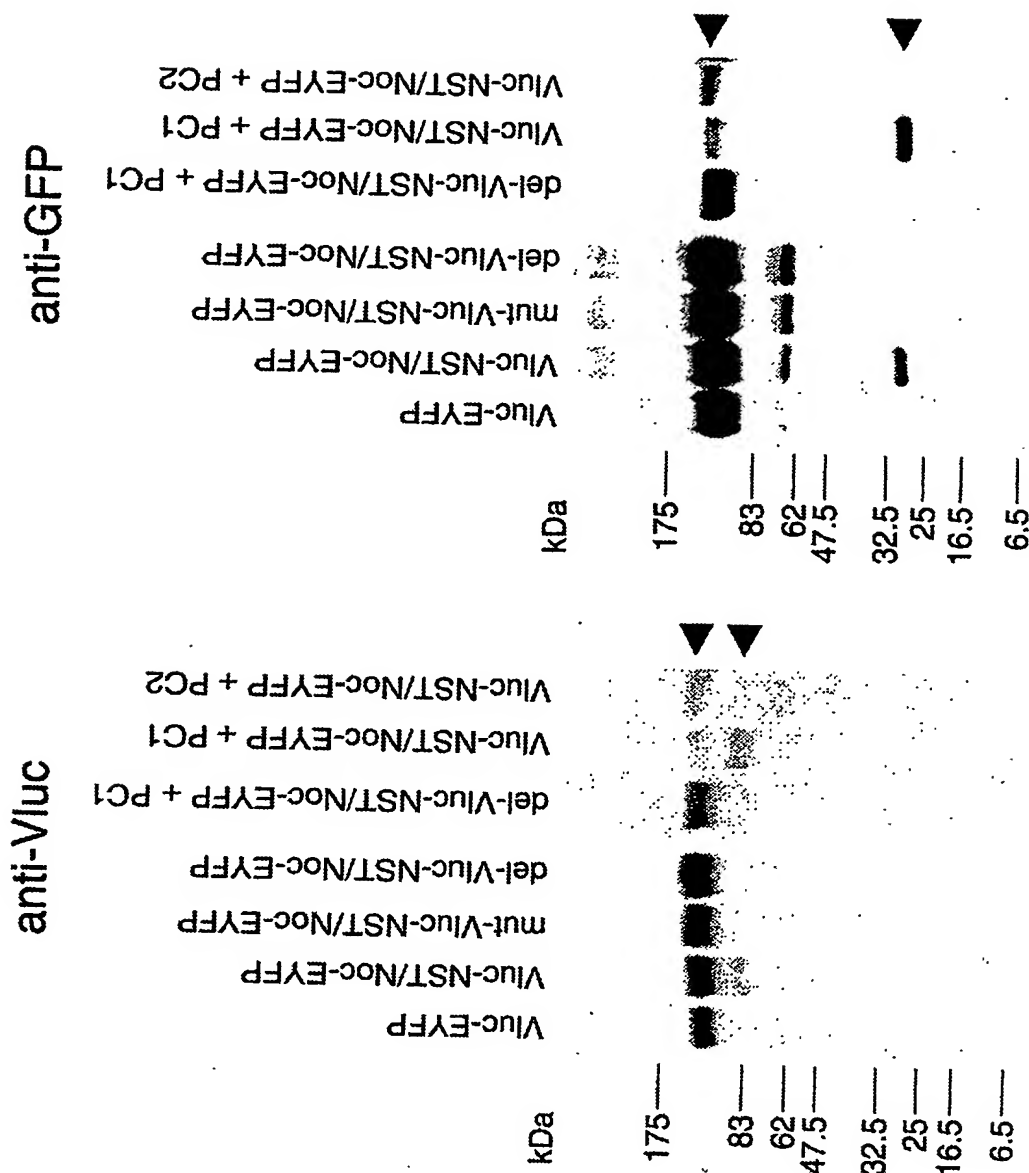 anti-GFP
Vluc-NST/Noc-EYFP + PC2
Vluc-NST/Noc-EYFP + PC1
del-Vluc-NST/Noc-EYFP + PC1
del-Vluc-NST/Noc-EYFP
mut-Vluc-NST/Noc-EYFP
Vluc-NST/Noc-EYFP
Vluc-EYFP
kDa
175
83
62
47.5
32.5
25
16.5
6.5
anti-Vluc
Vluc-NST/Noc-EYFP + PC2
Vluc-NST/Noc-EYFP + PC1
del-Vluc-NST/Noc-EYFP + PC1
del-Vluc-NST/Noc-EYFP
mut-Vluc-NST/Noc-EYFP
Vluc-NST/Noc-EYFP
Vluc-EYFP
kDa
175
83
62
47.5
32.5
25
16.5
6.5